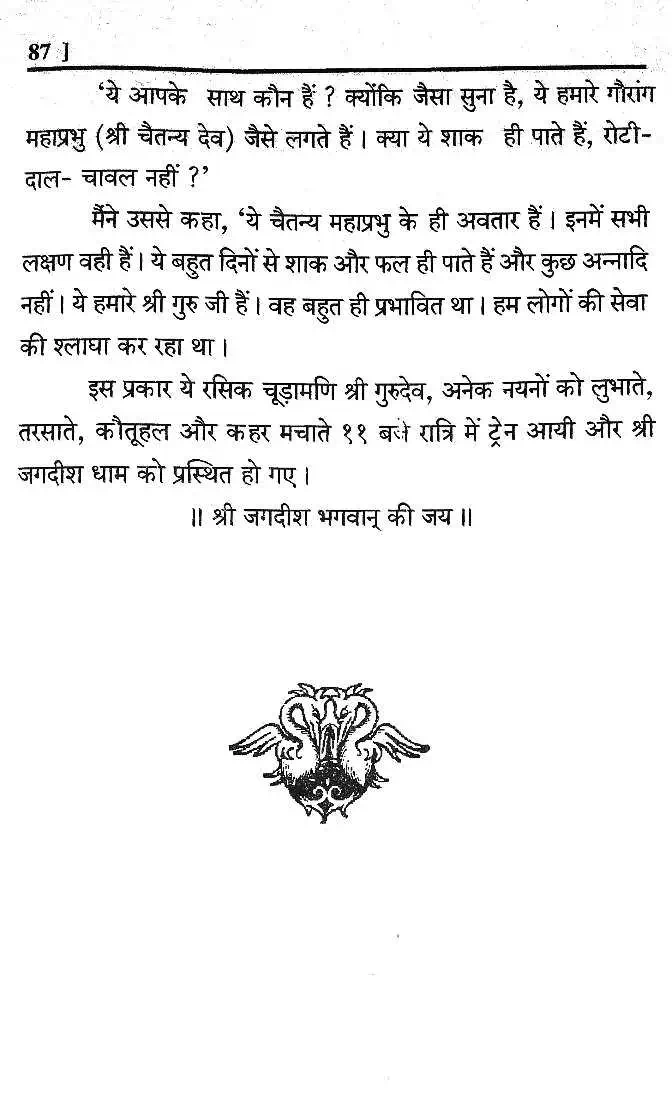 87 ]
‘ये आपके साथ कौन हैं ? क्योंकि जैसा सुना है, ये हमारे गौरांग
महाप्रभु (श्री चैतन्य देव) जैसे लगते हैं । क्या ये शाक ही पाते हैं, रोटी-
दाल- चावल नहीं ?’
मैंने उससे कहा, ‘ये चैतन्य महाप्रभु के ही अवतार हैं । इनमें सभी
लक्षण वही हैं । ये बहुत दिनों से शाक और फल ही पाते हैं और कुछ अन्नादि
नहीं । ये हमारे श्री गुरु जी हैं । वह बहुत ही प्रभावित था । हम लोगों की सेवा
की श्लाघा कर रहा था ।
इस प्रकार ये रसिक चूड़ामणि श्री गुरुदेव, अनेक नयनों को लुभाते,
तरसाते, कौतूहल और कहर मचाते ११ बजे रात्रि में ट्रेन आयी और श्री
जगदीश धाम को प्रस्थित हो गए ।
॥ श्री जगदीश भगवान् की जय ॥